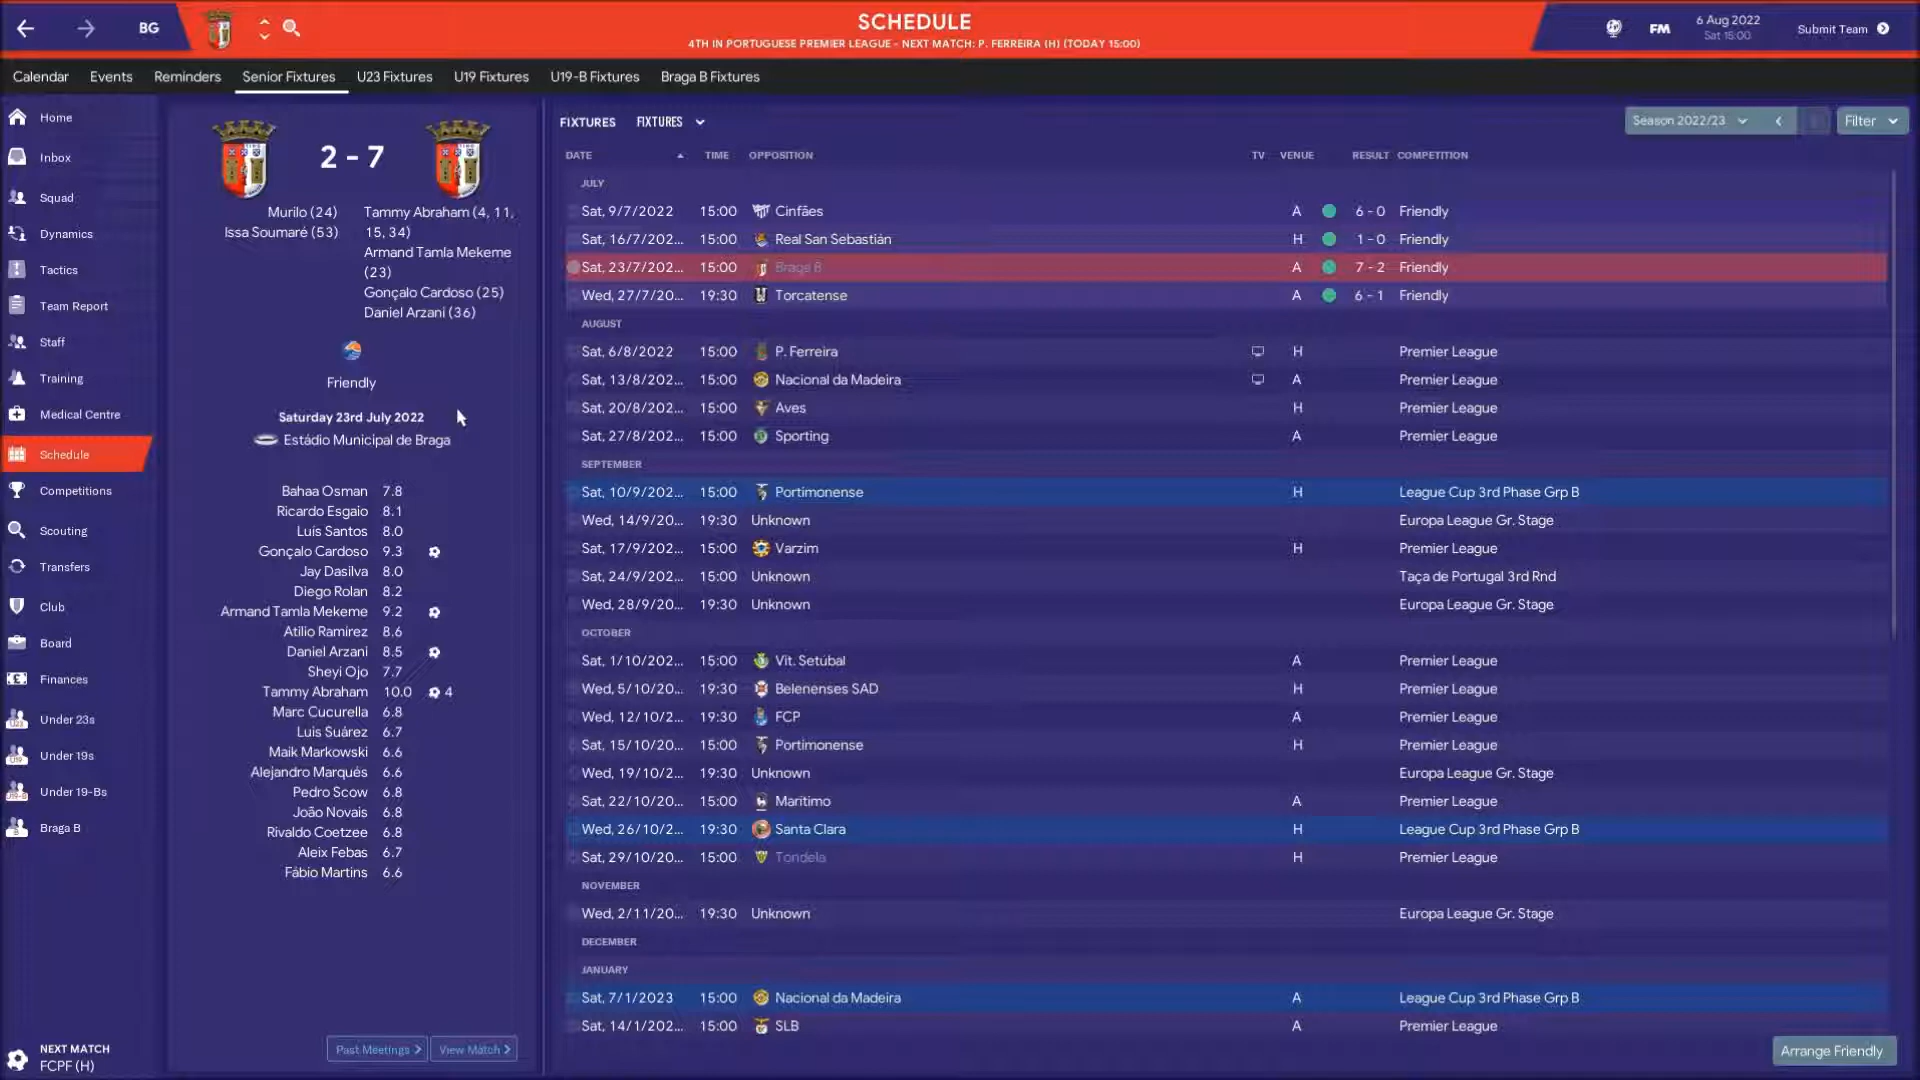 BG
SCHEDULE
4TH IN PORTUGUESE PREMIER LEAGUE - NEXT MATCH: P. FERREIRA (H) (TODAY 15:00)
FM
6 Aug 2022
Sat 15:00
Submit Team
Calendar Events Reminders Senior Fixtures U23 Fixtures U19 Fixtures U19-B Fixtures Braga B Fixtures
Home
Inbox
Squad
Dynamics
Tactics
Team Report
Staff
Training
Medical Centre
Schedule
Competitions
Scouting
Transfers
Club
Board
Finances
Under 23s
Under 19s
Under 19-Bs
Braga B
NEXT MATCH
FCPF (H)
2 - 7
Murilo (24)
Issa Soumaré (53)
Tammy Abraham (4, 11,
15, 34)
Armand Tamla Mekeme
(23)
Gonçalo Cardoso (25)
Daniel Arzani (36)
Friendly
Saturday 23rd July 2022
Estádio Municipal de Braga
Bahaa Osman 7.8
Ricardo Esgaio 8.1
Luís Santos 8.0
Gonçalo Cardoso 9.3
Jay Dasilva 8.0
Diego Rolan 8.2
Armand Tamla Mekeme 9.2
Atilio Ramírez 8.6
Daniel Arzani 8.5
Sheyi Ojo 7.7
Tammy Abraham 10.0 4
Marc Cucurella 6.8
Luis Suárez 6.7
Maik Markowski 6.6
Alejandro Marqués 6.6
Pedro Scow 6.8
João Novais 6.8
Rivaldo Coetzee 6.8
Aleix Febas 6.7
Fábio Martins 6.6
Past Meetings
View Match
FIXTURES FIXTURES
Season 2022/23
Filter
DATE TIME OPPOSITION TV VENUE RESULT COMPETITION
JULY
Sat, 9/7/2022 15:00 Cinfães A 6 - 0 Friendly
Sat, 16/7/202... 15:00 Real San Sebastián H 1 - 0 Friendly
Sat, 23/7/202... 15:00 Braga B A 7 - 2 Friendly
Wed, 27/7/20... 19:30 Torcatense A 6 - 1 Friendly
AUGUST
Sat, 6/8/2022 15:00 P. Ferreira H Premier League
Sat, 13/8/202... 15:00 Nacional da Madeira A Premier League
Sat, 20/8/202... 15:00 Aves H Premier League
Sat, 27/8/202... 15:00 Sporting A Premier League
SEPTEMBER
Sat, 10/9/202... 15:00 Portimonense H League Cup 3rd Phase Grp B
Wed, 14/9/20... 19:30 Unknown Europa League Gr. Stage
Sat, 17/9/202... 15:00 Varzim H Premier League
Sat, 24/9/202... 15:00 Unknown Taça de Portugal 3rd Rnd
Wed, 28/9/20... 19:30 Unknown Europa League Gr. Stage
OCTOBER
Sat, 1/10/202... 15:00 Vit. Setúbal A Premier League
Wed, 5/10/20... 19:30 Belenenses SAD H Premier League
Wed, 12/10/2... 19:30 FCP A Premier League
Sat, 15/10/20... 15:00 Portimonense H Premier League
Wed, 19/10/2... 19:30 Unknown Europa League Gr. Stage
Sat, 22/10/20... 15:00 Marítimo A Premier League
Wed, 26/10/2... 19:30 Santa Clara H League Cup 3rd Phase Grp B
Sat, 29/10/20... 15:00 Tondela H Premier League
NOVEMBER
Wed, 2/11/20... 19:30 Unknown Europa League Gr. Stage
DECEMBER
JANUARY
Sat, 7/1/2023 15:00 Nacional da Madeira A League Cup 3rd Phase Grp B
Sat, 14/1/202... 15:00 SLB A Premier League
Arrange Friendly